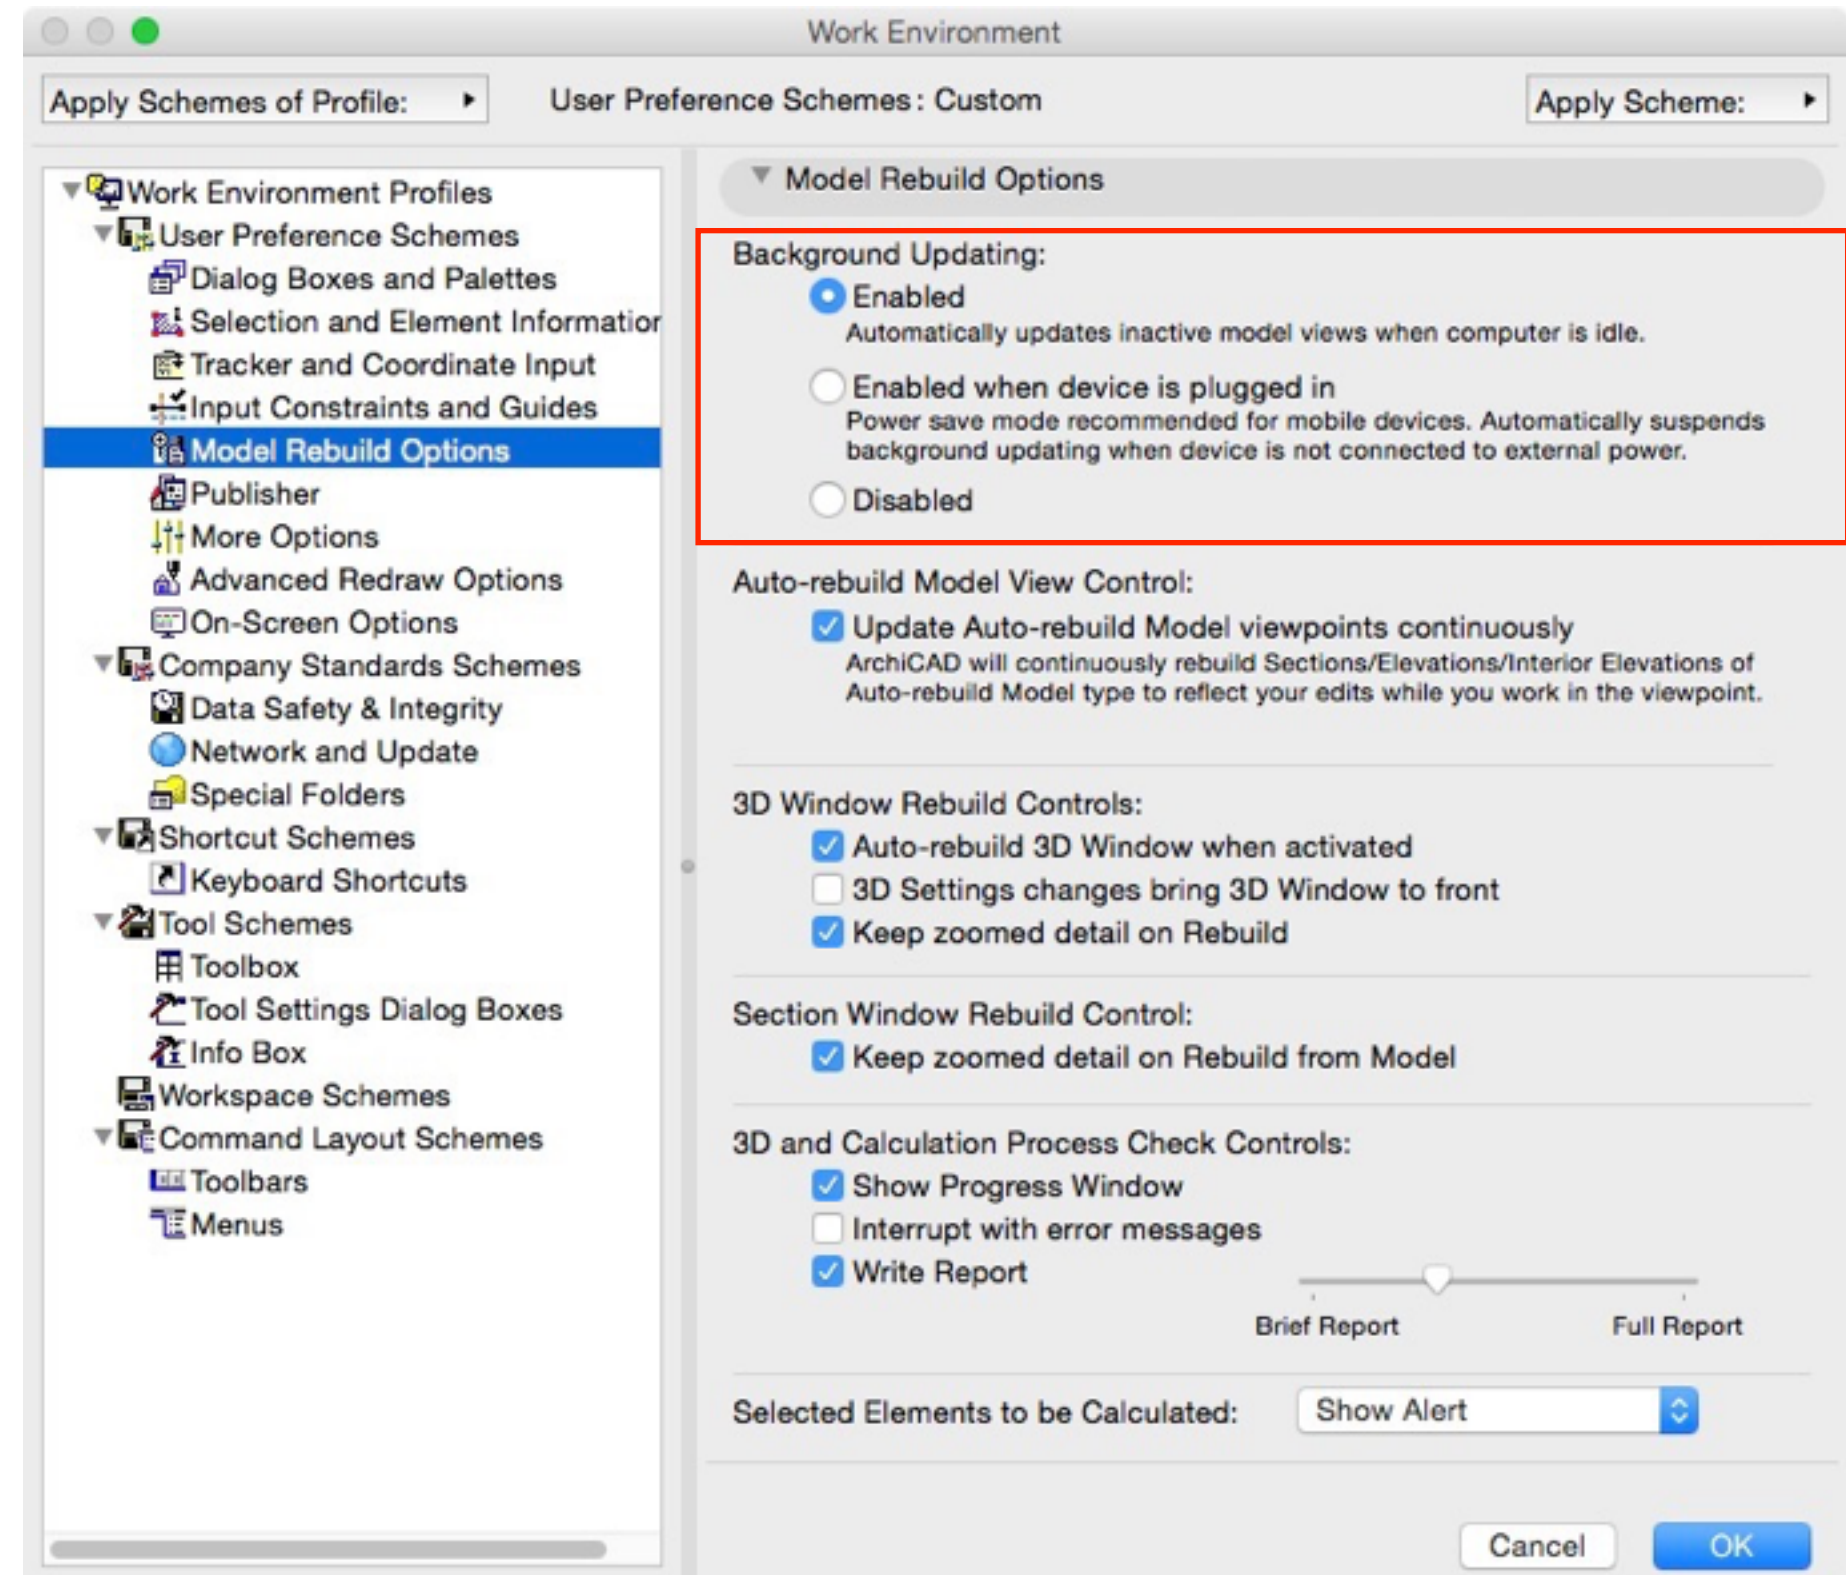 Work Environment
Apply Schemes of Profile:
User Preference Schemes: Custom
Apply Scheme:
Work Environment Profiles
User Preference Schemes
Dialog Boxes and Palettes
Selection and Element Informatior
Tracker and Coordinate Input
Input Constraints and Guides
Model Rebuild Options
Publisher
More Options
Advanced Redraw Options
On-Screen Options
Company Standards Schemes
Data Safety & Integrity
Network and Update
Special Folders
Shortcut Schemes
Keyboard Shortcuts
Tool Schemes
Toolbox
Tool Settings Dialog Boxes
Info Box
Workspace Schemes
Command Layout Schemes
Toolbars
Menus
Model Rebuild Options
Background Updating:
Enabled
Automatically updates inactive model views when computer is idle.
Enabled when device is plugged in
Power save mode recommended for mobile devices. Automatically suspends
background updating when device is not connected to external power.
Disabled
Auto-rebuild Model View Control:
Update Auto-rebuild Model viewpoints continuously
ArchiCAD will continuously rebuild Sections/Elevations/Interior Elevations of
Auto-rebuild Model type to reflect your edits while you work in the viewpoint.
3D Window Rebuild Controls:
Auto-rebuild 3D Window when activated
3D Settings changes bring 3D Window to front
Keep zoomed detail on Rebuild
Section Window Rebuild Control:
Keep zoomed detail on Rebuild from Model
3D and Calculation Process Check Controls:
Show Progress Window
Interrupt with error messages
Write Report
Brief Report
Full Report
Selected Elements to be Calculated:
Show Alert
Cancel
OK